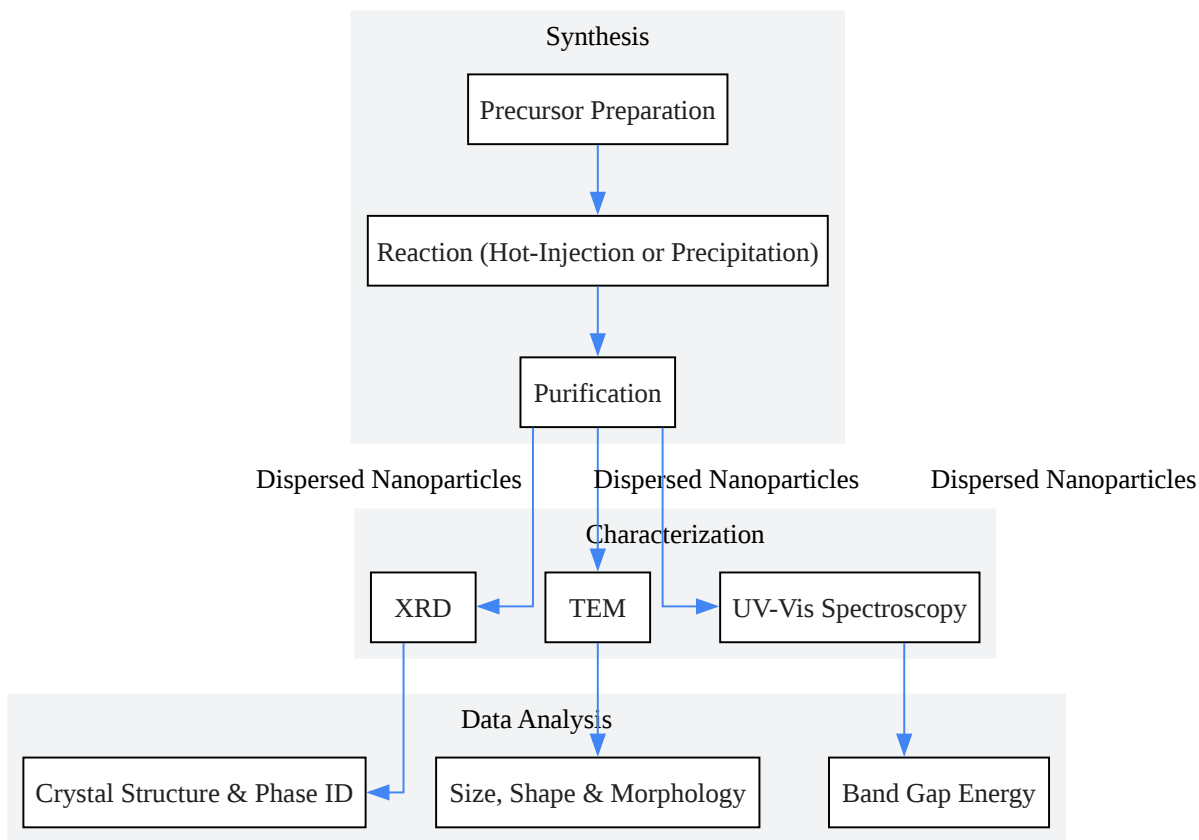 Synthesis
Precursor Preparation
Reaction (Hot-Injection or Precipitation)
Purification
Dispersed Nanoparticles
Dispersed Nanoparticles
Dispersed Nanoparticles
Characterization
XRD
TEM
UV-Vis Spectroscopy
Data Analysis
Crystal Structure & Phase ID
Size, Shape & Morphology
Band Gap Energy